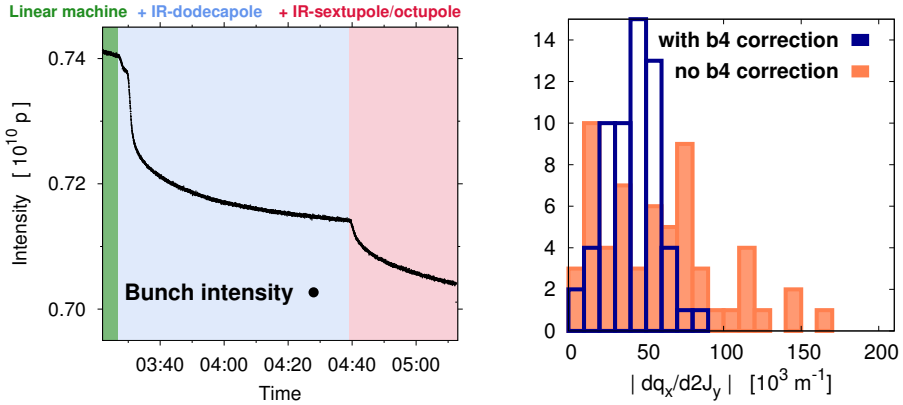 Linear machine + IR-dodecapole + IR-sextupole/octupole
Intensity [ 10^10 p ]
0.74
0.72
0.70
Bunch intensity
03:40 04:00 04:20 04:40 05:00
Time
with b4 correction
no b4 correction
14
12
10
8
6
4
2
0
0 50 100 150 200
| dq_x/d2J_y | [10^3 m^-1]